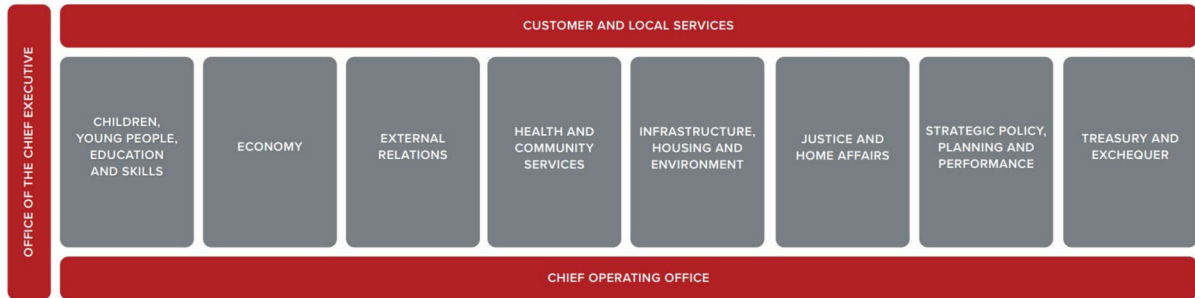 OFFICE OF THE CHIEF EXECUTIVE
CUSTOMER AND LOCAL SERVICES
CHILDREN,
YOUNG PEOPLE,
EDUCATION
AND SKILLS
ECONOMY
EXTERNAL
RELATIONS
HEALTH AND
COMMUNITY
SERVICES
INFRASTRUCTURE,
HOUSING AND
ENVIRONMENT
JUSTICE AND
HOME AFFAIRS
STRATEGIC POLICY,
PLANNING AND
PERFORMANCE
TREASURY AND
EXCHEQUER
CHIEF OPERATING OFFICE